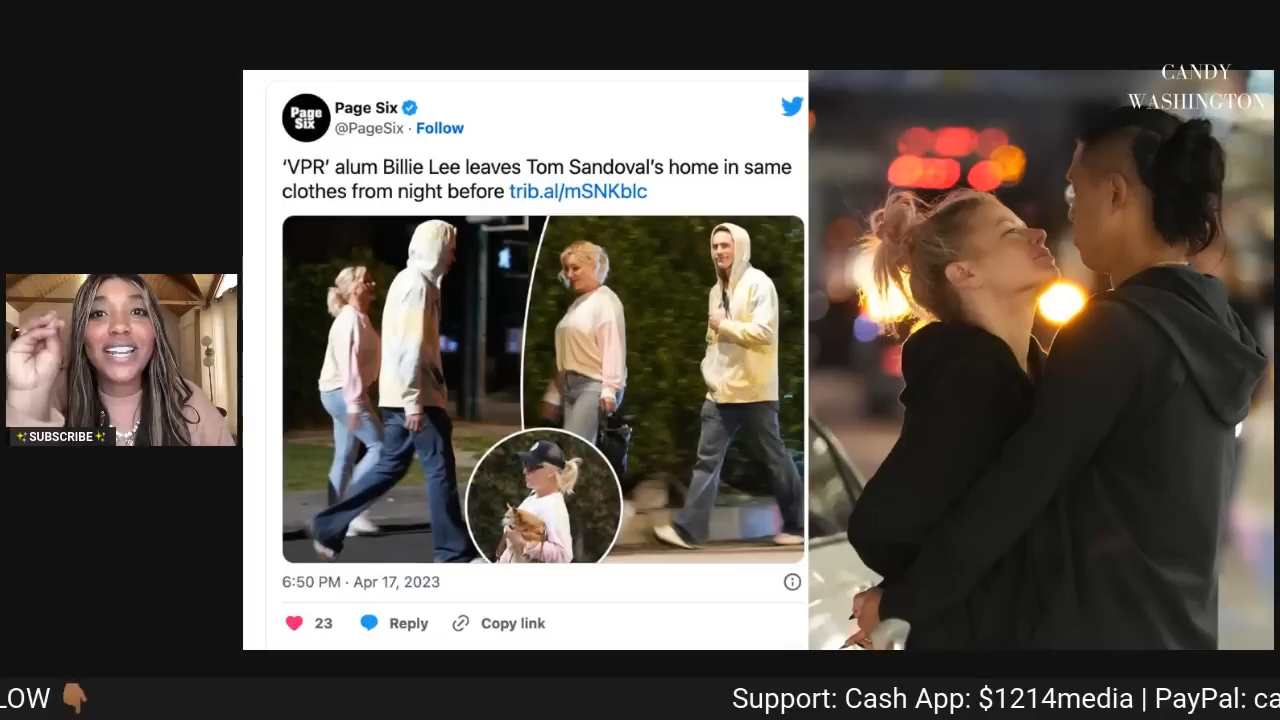 CANDY
WASHINGTON
Page
Six
Page Six
@PageSix · Follow
‘VPR’ alum Billie Lee leaves Tom Sandoval’s home in same
clothes from night before trib.al/mSNKblc
6:50 PM · Apr 17, 2023
23 Reply Copy link
✨SUBSCRIBE✨
LOW 👇🏾 Support: Cash App: $1214media | PayPal: ca